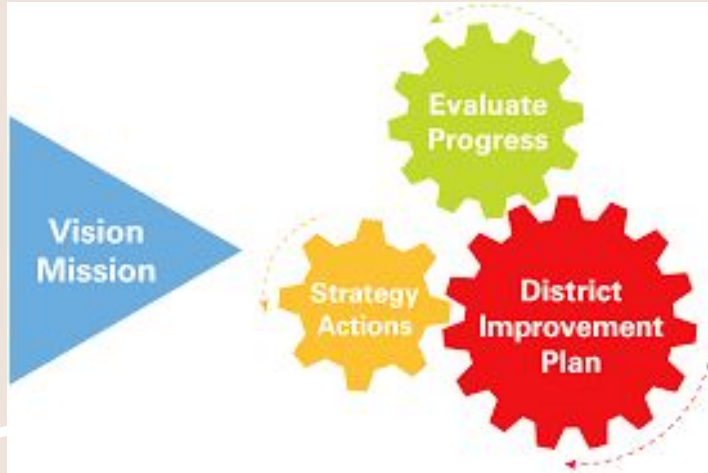 Vision
Mission
Evaluate
Progress
Strategy
Actions
District
Improvement
Plan